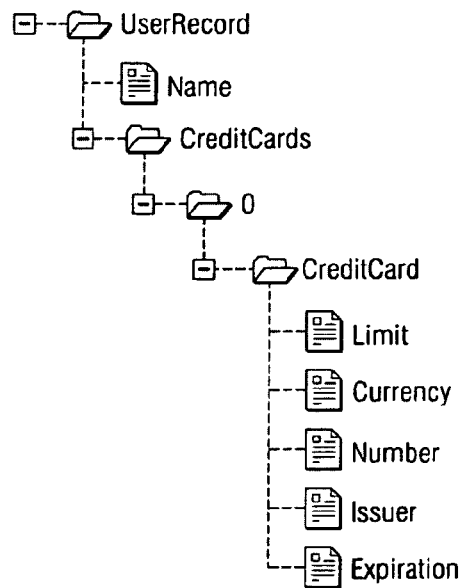 UserRecord
Name
CreditCards
0
CreditCard
Limit
Currency
Number
Issuer
Expiration